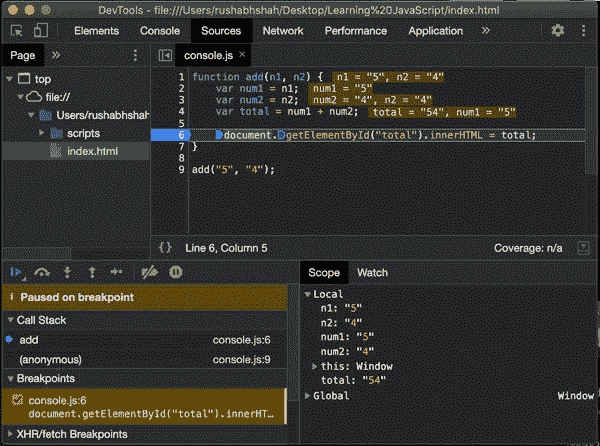 DevTools - file:///Users/rushabhshah/Desktop/Learning%20JavaScript/index.html
Elements Console Sources Network Performance Application »
Page » console.js ×
top
file://
Users/rushabhshah
scripts
index.html
1 function add(n1, n2) { n1 = "5", n2 = "4"
2 var num1 = n1; num1 = "5"
3 var num2 = n2; num2 = "4", n2 = "4"
4 var total = num1 + num2; total = "54", num1 = "5"
5
6 document.getElementById("total").innerHTML = total;
7 }
8
9 add("5", "4");
{} Line 6, Column 5 Coverage: n/a
Paused on breakpoint
Call Stack
add console.js:6
(anonymous) console.js:9
Breakpoints
console.js:6
document.getElementById("total").innerHT…
XHR/fetch Breakpoints
Scope Watch
Local
n1: "5"
n2: "4"
num1: "5"
num2: "4"
this: Window
total: "54"
Global Window